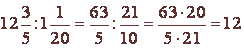 12 3/5 : 1 1/20 = 63/5 : 21/10 = 63·20/5·21 = 12